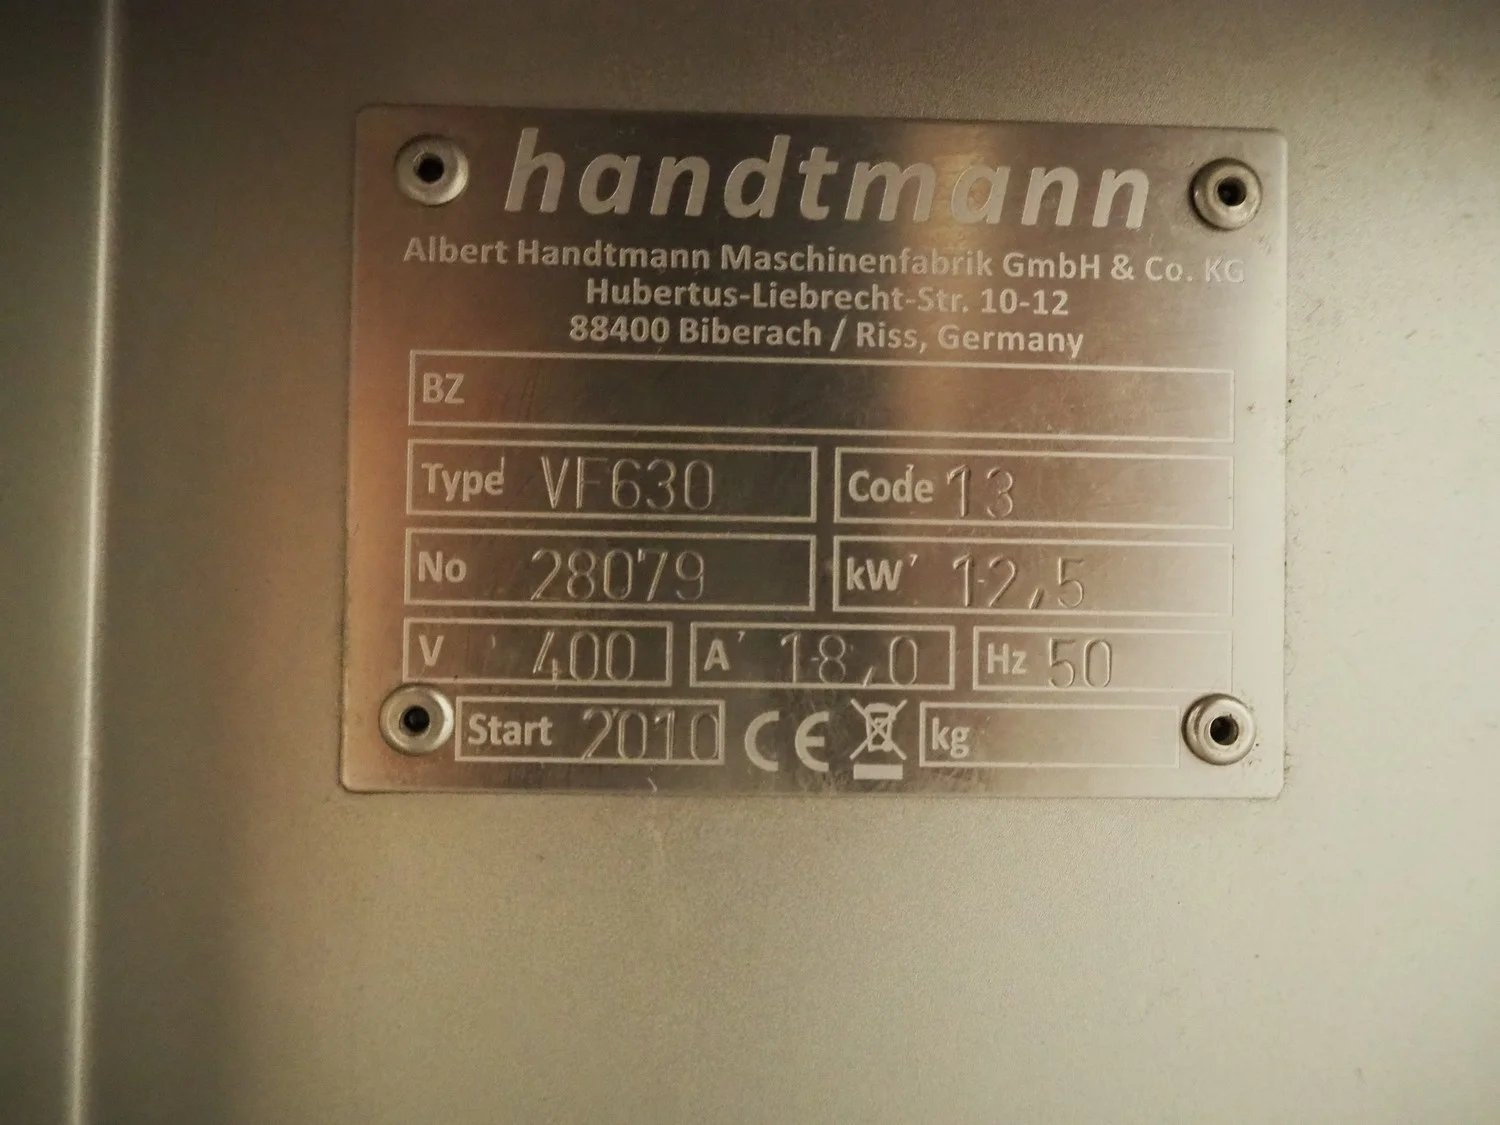 handtmann
Albert Handtmann Maschinenfabrik GmbH & Co. KG
Hubertus-Liebrecht-Str. 10-12
88400 Biberach / Riss, Germany
BZ
Type VF630 Code 13
No 28079 kW 12,5
V 400 A 18,0 Hz 50
Start 2010 CE kg